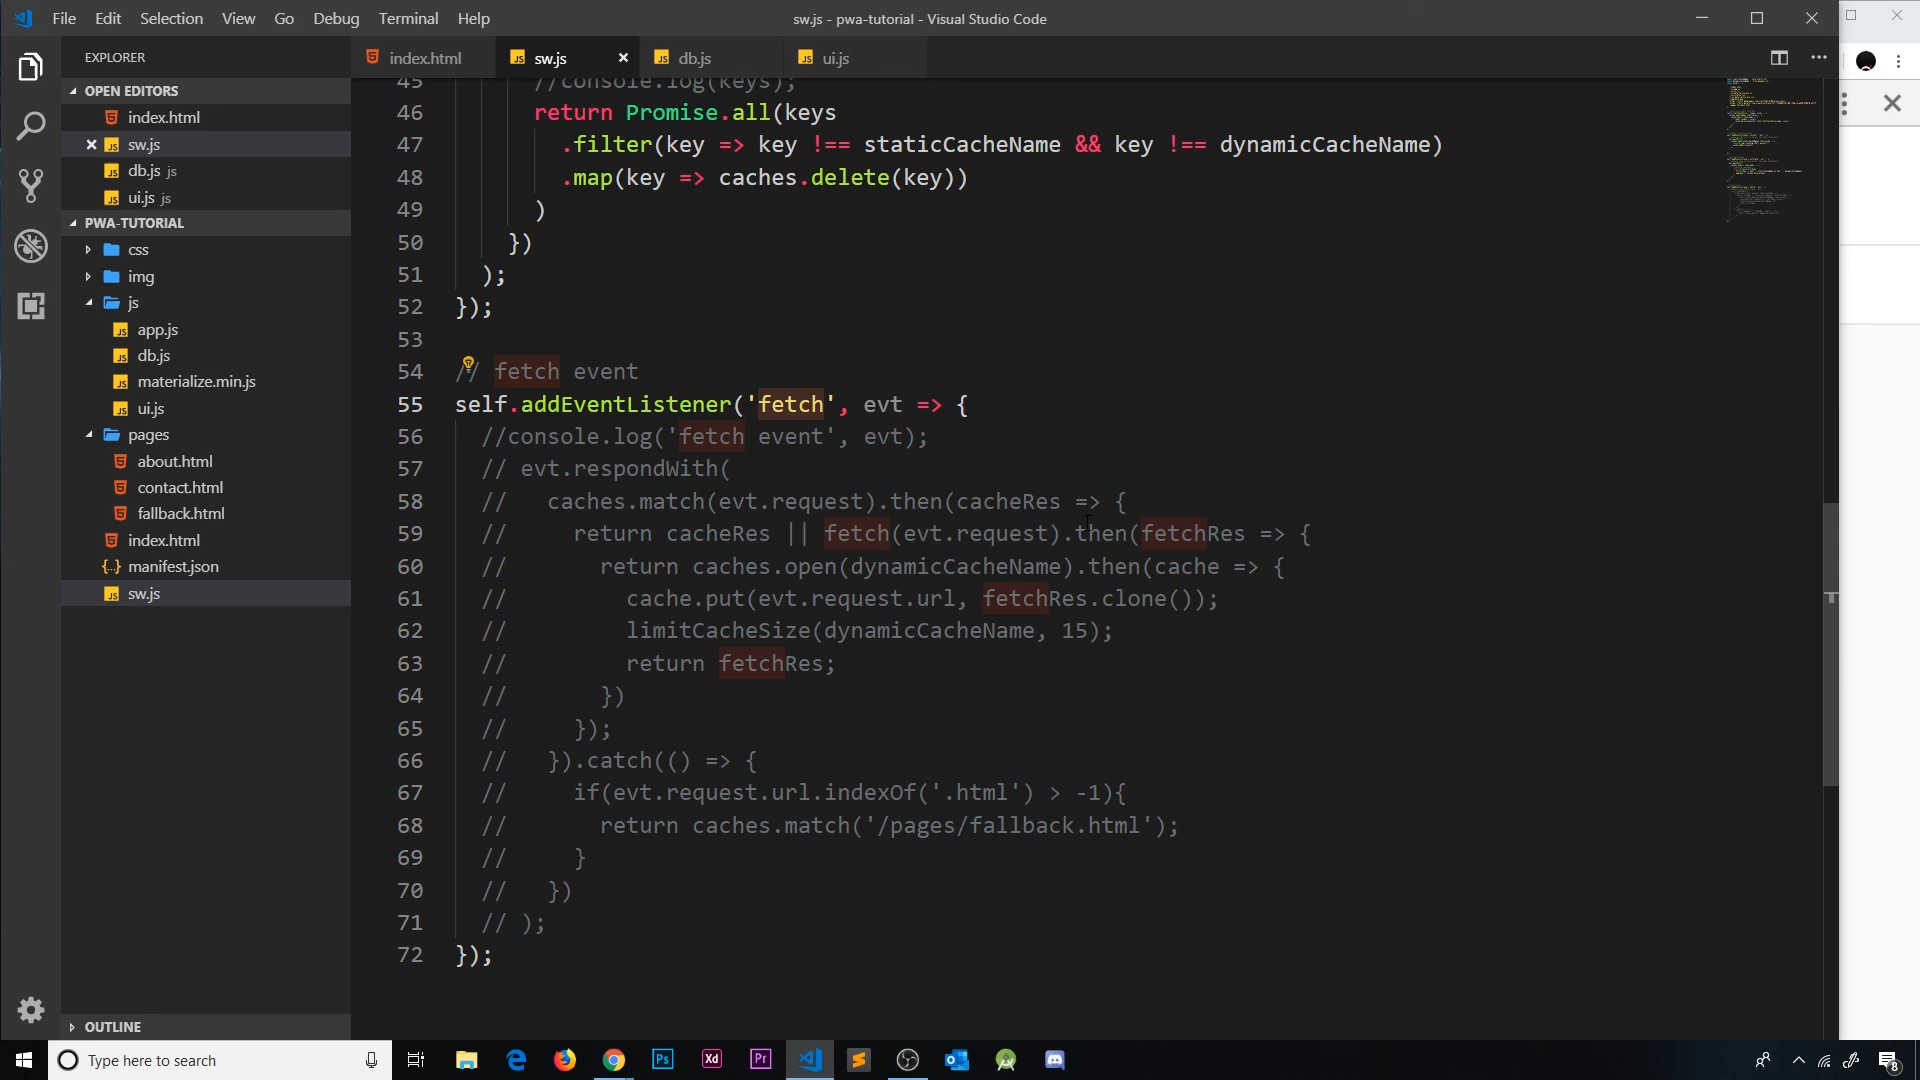 File Edit Selection View Go Debug Terminal Help
sw.js - pwa-tutorial - Visual Studio Code
EXPLORER
OPEN EDITORS
index.html
sw.js
db.js js
ui.js js
PWA-TUTORIAL
css
img
js
app.js
db.js
materialize.min.js
ui.js
pages
about.html
contact.html
fallback.html
index.html
manifest.json
sw.js
OUTLINE
index.html sw.js db.js ui.js
45 //console.log(keys);
46 return Promise.all(keys
47 .filter(key => key !== staticCacheName && key !== dynamicCacheName)
48 .map(key => caches.delete(key))
49 )
50 })
51 );
52 });
53
54 // fetch event
55 self.addEventListener('fetch', evt => {
56 //console.log('fetch event', evt);
57 // evt.respondWith(
58 // caches.match(evt.request).then(cacheRes => {
59 // return cacheRes || fetch(evt.request).then(fetchRes => {
60 // return caches.open(dynamicCacheName).then(cache => {
61 // cache.put(evt.request.url, fetchRes.clone());
62 // limitCacheSize(dynamicCacheName, 15);
63 // return fetchRes;
64 // })
65 // });
66 // }).catch(() => {
67 // if(evt.request.url.indexOf('.html') > -1){
68 // return caches.match('/pages/fallback.html');
69 // }
70 // })
71 // );
72 });
Type here to search
Ps Xd Pr
8